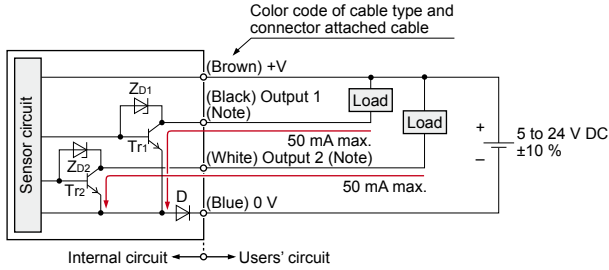 Color code of cable type and
connector attached cable
(Brown) +V
ZD1
(Black) Output 1
(Note)
Load
Load
Sensor circuit
Tr1
50 mA max.
+
5 to 24 V DC
±10 %
−
ZD2
(White) Output 2 (Note)
Tr2
50 mA max.
D
(Blue) 0 V
Internal circuit
Users' circuit